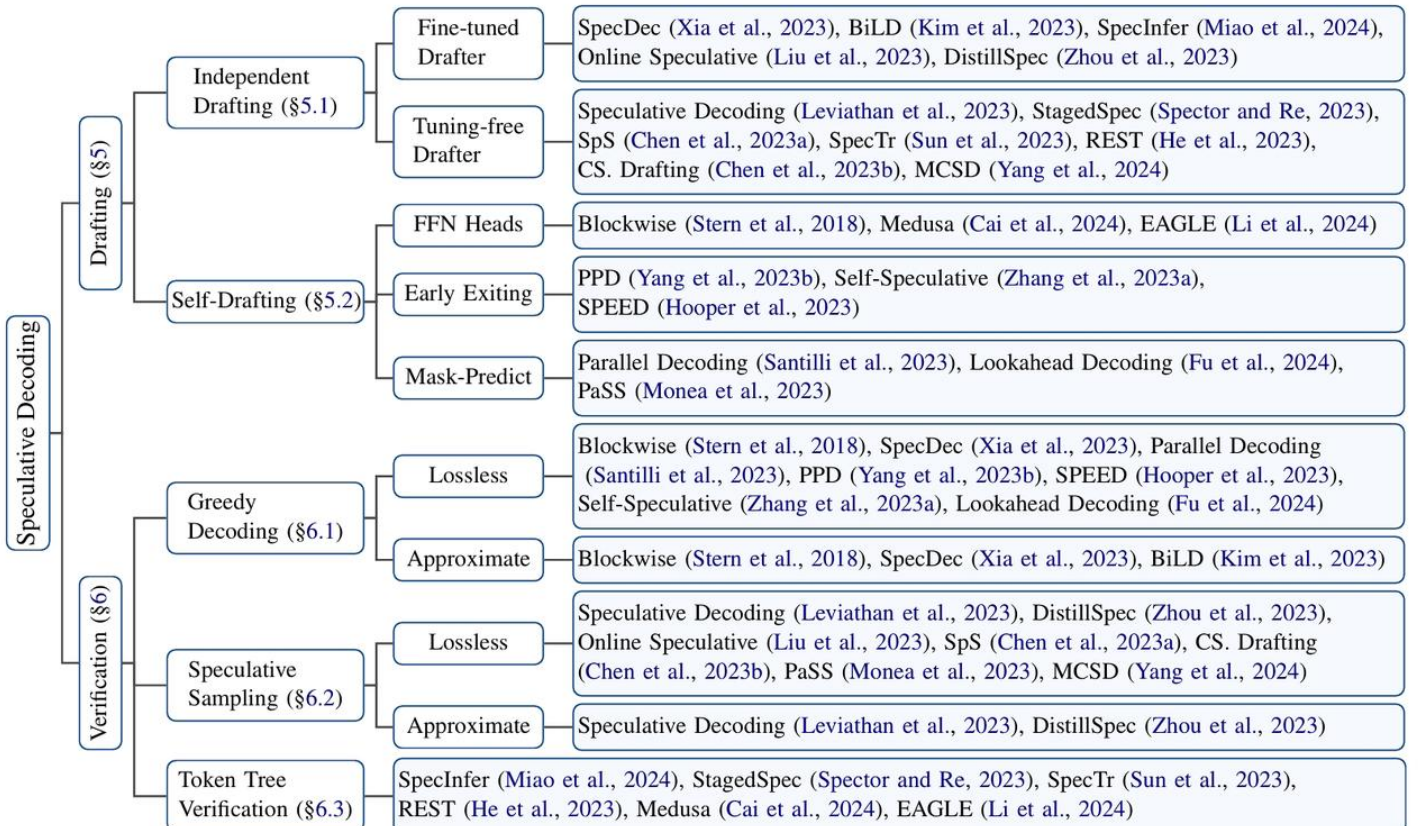 Speculative Decoding
Drafting (§5)
Independent
Drafting (§5.1)
Fine-tuned
Drafter
SpecDec (Xia et al., 2023), BiLD (Kim et al., 2023), SpecInfer (Miao et al., 2024),
Online Speculative (Liu et al., 2023), DistillSpec (Zhou et al., 2023)
Tuning-free
Drafter
Speculative Decoding (Leviathan et al., 2023), StagedSpec (Spector and Re, 2023),
SpS (Chen et al., 2023a), SpecTr (Sun et al., 2023), REST (He et al., 2023),
CS. Drafting (Chen et al., 2023b), MCSD (Yang et al., 2024)
Self-Drafting (§5.2)
FFN Heads
Blockwise (Stern et al., 2018), Medusa (Cai et al., 2024), EAGLE (Li et al., 2024)
Early Exiting
PPD (Yang et al., 2023b), Self-Speculative (Zhang et al., 2023a),
SPEED (Hooper et al., 2023)
Mask-Predict
Parallel Decoding (Santilli et al., 2023), Lookahead Decoding (Fu et al., 2024),
PaSS (Monea et al., 2023)
Verification (§6)
Greedy
Decoding (§6.1)
Lossless
Blockwise (Stern et al., 2018), SpecDec (Xia et al., 2023), Parallel Decoding
(Santilli et al., 2023), PPD (Yang et al., 2023b), SPEED (Hooper et al., 2023),
Self-Speculative (Zhang et al., 2023a), Lookahead Decoding (Fu et al., 2024)
Approximate
Blockwise (Stern et al., 2018), SpecDec (Xia et al., 2023), BiLD (Kim et al., 2023)
Speculative
Sampling (§6.2)
Lossless
Speculative Decoding (Leviathan et al., 2023), DistillSpec (Zhou et al., 2023),
Online Speculative (Liu et al., 2023), SpS (Chen et al., 2023a), CS. Drafting
(Chen et al., 2023b), PaSS (Monea et al., 2023), MCSD (Yang et al., 2024)
Approximate
Speculative Decoding (Leviathan et al., 2023), DistillSpec (Zhou et al., 2023)
Token Tree
Verification (§6.3)
SpecInfer (Miao et al., 2024), StagedSpec (Spector and Re, 2023), SpecTr (Sun et al., 2023),
REST (He et al., 2023), Medusa (Cai et al., 2024), EAGLE (Li et al., 2024)